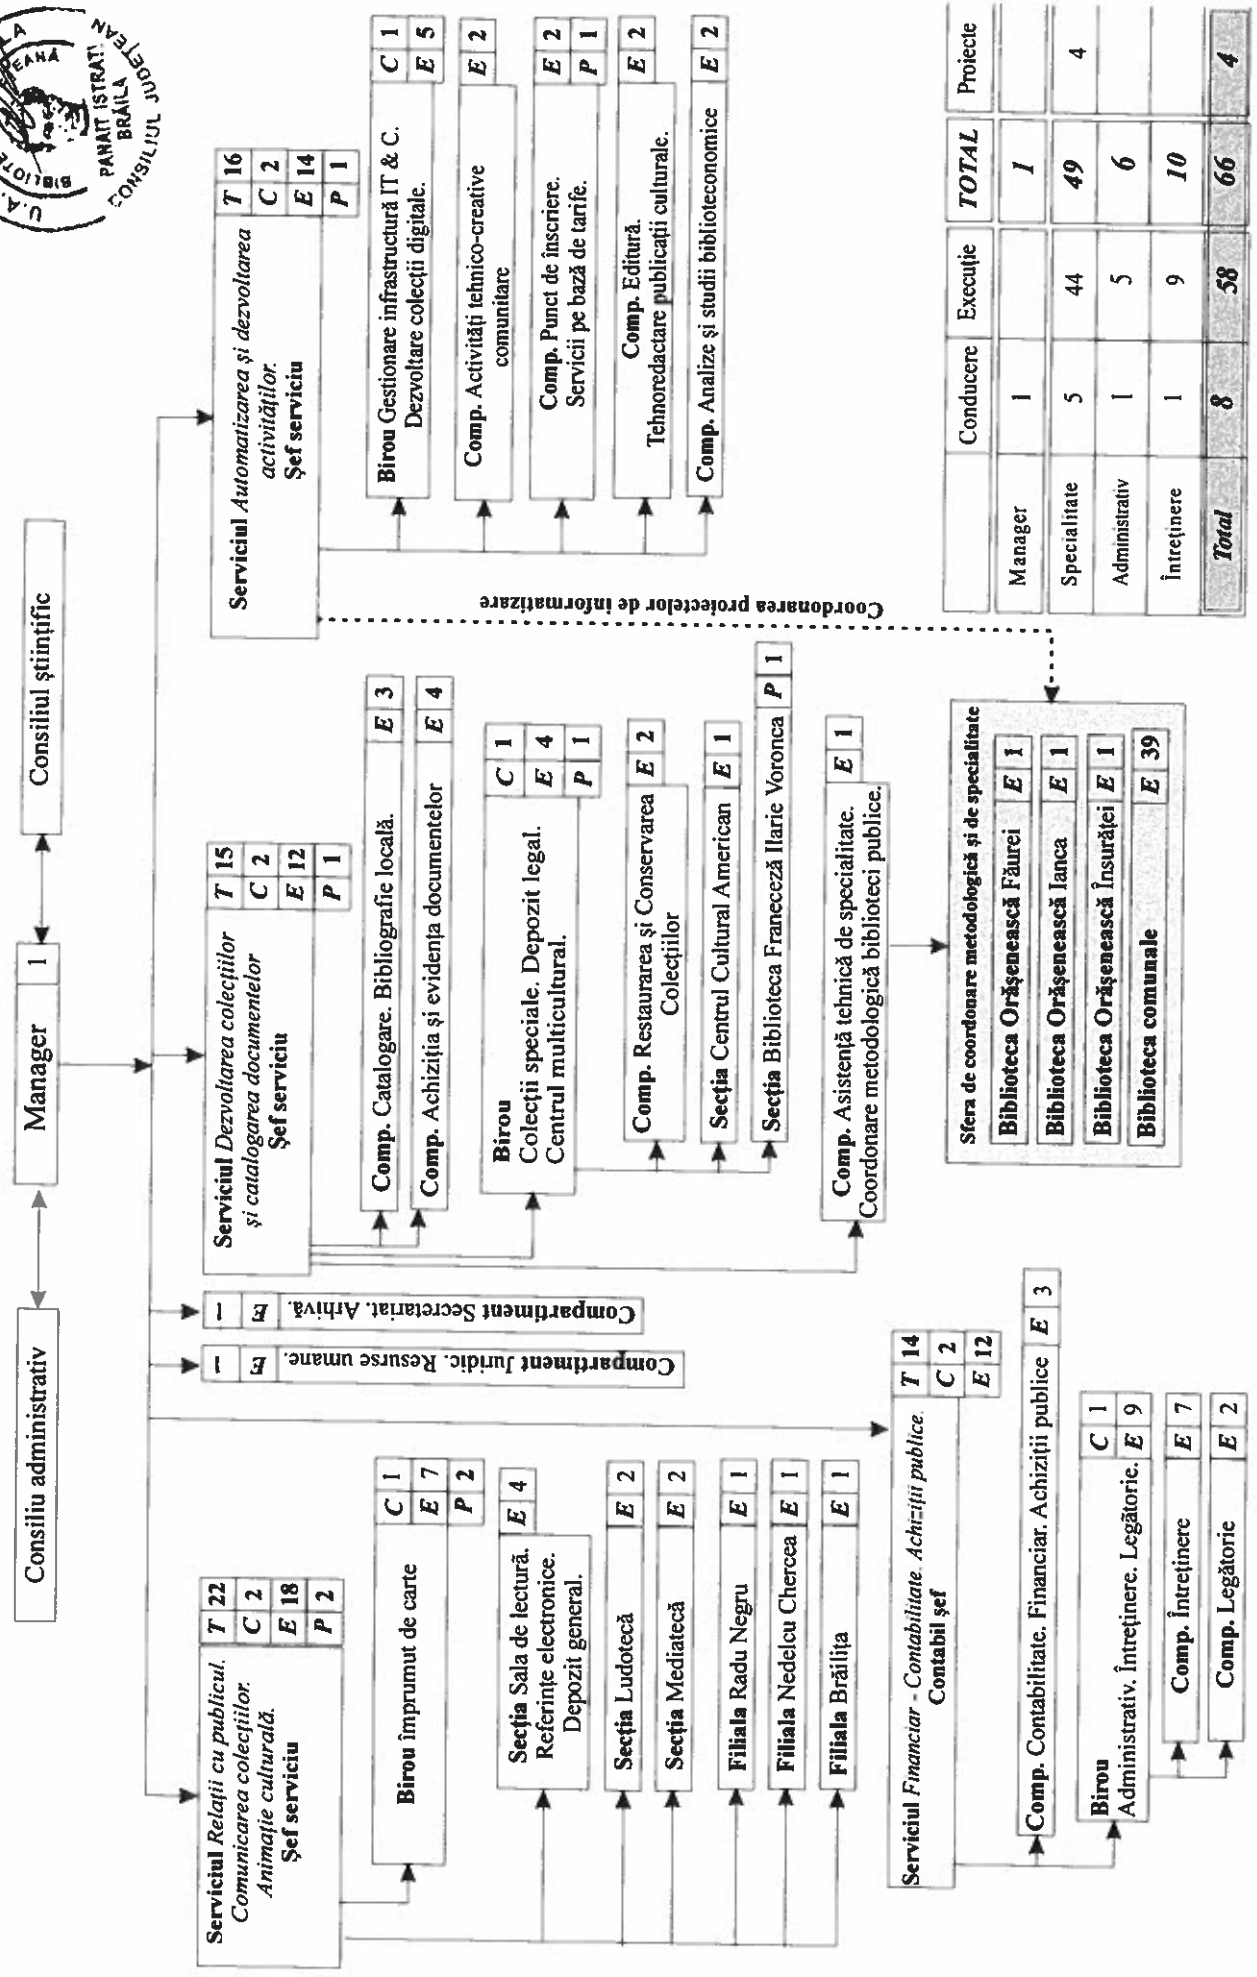 U.A.
BIBLIOTE
PANAIT ISTRATI
BRĂILA
CONSILIUL JUDEȚEAN
Consiliu administrativ
Manager 1
Consiliul științific
Serviciul Relații cu publicul.
Comunicarea colecțiilor.
Animație culturală.
Șef serviciu
T 22
C 2
E 18
P 2
Birou împrumut de carte
C 1
E 7
P 2
Secția Sala de lectură.
Referințe electronice.
Depozit general.
E 4
Secția Ludotecă E 2
Secția Mediatecă E 2
Filiala Radu Negru E 1
Filiala Nedelcu Chercea E 1
Filiala Brăilița E 1
Compartiment Juridic. Resurse umane. E 1
Compartiment Secretariat. Arhivă. E 1
Serviciul Financiar - Contabilitate. Achiziții publice.
Contabil șef
T 14
C 2
E 12
Comp. Contabilitate. Financiar. Achiziții publice E 3
Birou
Administrativ. Întreținere. Legătorie.
C 1
E 9
Comp. Întreținere E 7
Comp. Legătorie E 2
Serviciul Dezvoltarea colecțiilor
și catalogarea documentelor
Șef serviciu
T 15
C 2
E 12
P 1
Comp. Catalogare. Bibliografie locală. E 3
Comp. Achiziția și evidența documentelor E 4
Birou
Colecții speciale. Depozit legal.
Centrul multicultural.
C 1
E 4
P 1
Comp. Restaurarea și Conservarea
Colecțiilor
E 2
Secția Centrul Cultural American E 1
Secția Biblioteca Franeceză Ilarie Voronca P 1
Comp. Asistență tehnică de specialitate.
Coordonare metodologică biblioteci publice.
E 1
Sfera de coordonare metodologică și de specialitate
Biblioteca Orășenească Făurei E 1
Biblioteca Orășenească Ianca E 1
Biblioteca Orășenească Însurăței E 1
Biblioteca comunale E 39
Coordonarea proiectelor de informatizare
Serviciul Automatizarea și dezvoltarea
activităților.
Șef serviciu
T 16
C 2
E 14
P 1
Birou Gestionare infrastructură IT & C.
Dezvoltare colecții digitale.
C 1
E 5
Comp. Activități tehnico-creative
comunitare
E 2
Comp. Punct de înscriere.
Servicii pe bază de tarife.
E 2
P 1
Comp. Editură.
Tehnoredactare publicații culturale.
E 2
Comp. Analize și studii biblioteconomice E 2
Conducere Execuție TOTAL Proiecte
Manager 1 1
Specialitate 5 44 49 4
Administrativ 1 5 6
Întreținere 1 9 10
Total 8 58 66 4